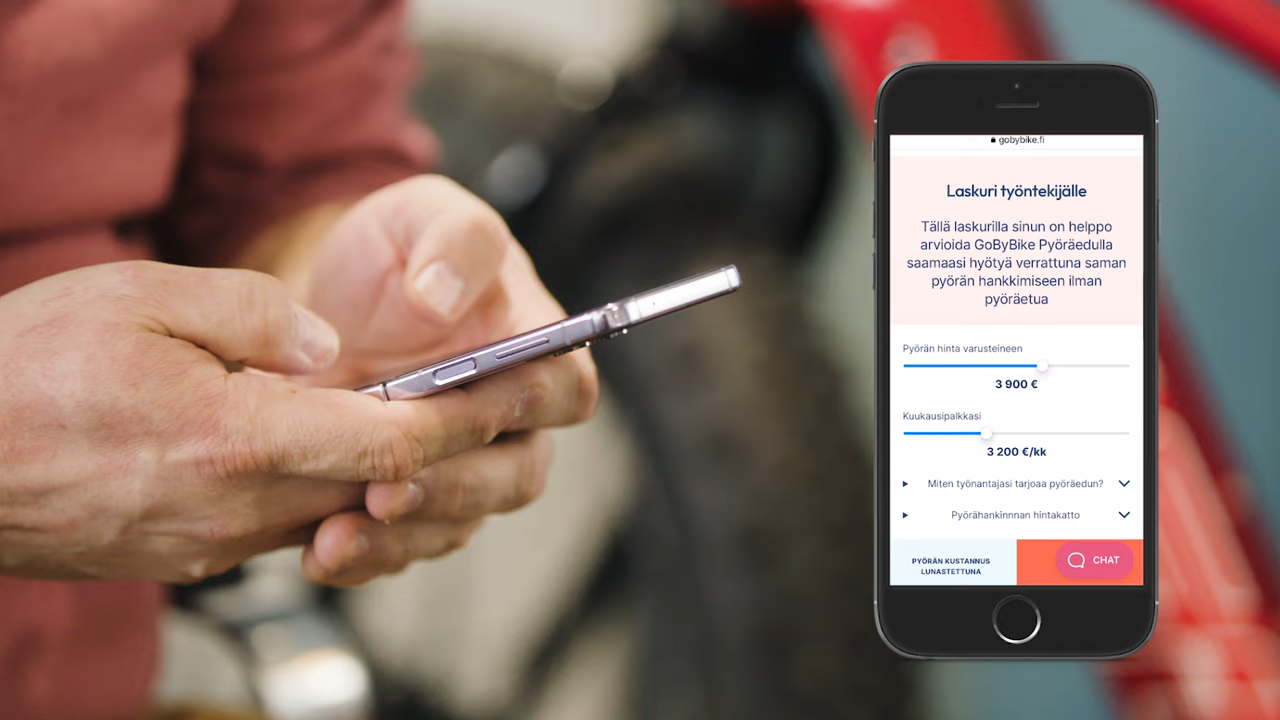 gobybike.fi
Laskuri työntekijälle
Tällä laskurilla sinun on helppo
arvioida GoByBike Pyöräedulla
saamaasi hyötyä verrattuna saman
pyörän hankkimiseen ilman
pyöräetua
Pyörän hinta varusteineen
3 900 €
Kuukausipalkkasi
3 200 €/kk
Miten työnantajasi tarjoaa pyöräedun?
Pyörähankinnnan hintakatto
PYÖRÄN KUSTANNUS
LUNASTETTUNA
CHAT